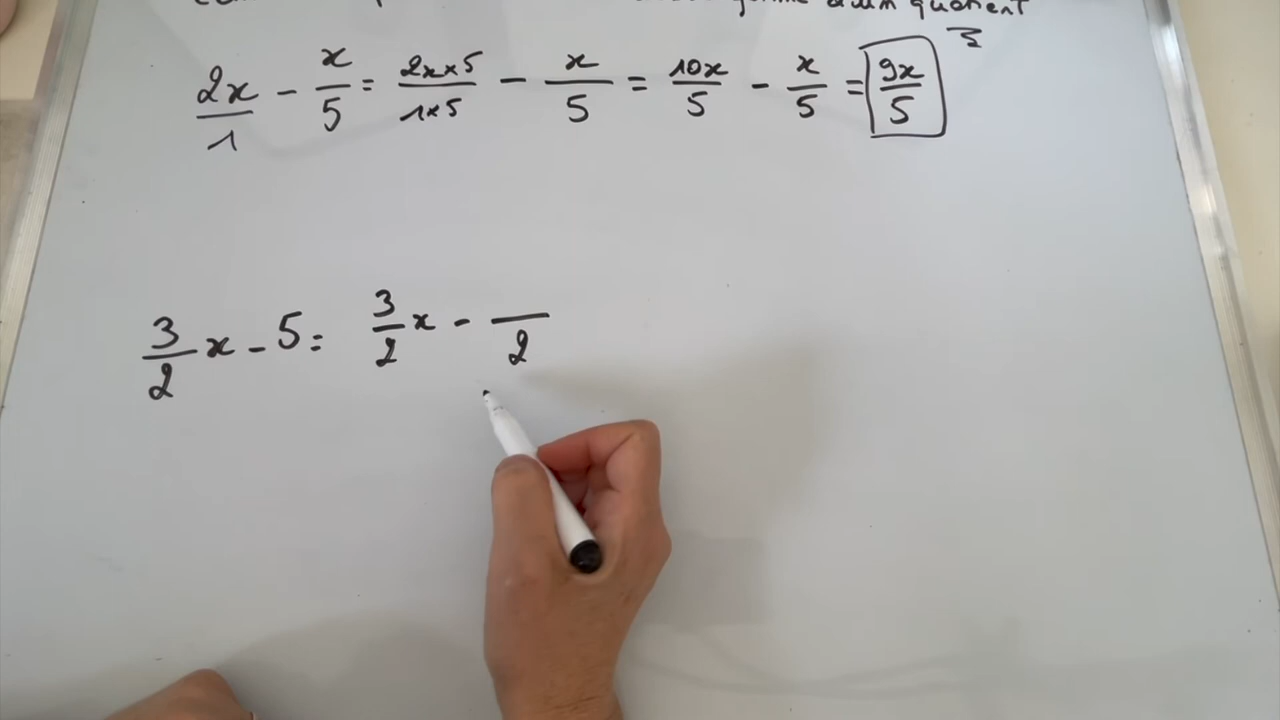 quotient
2x/1 - x/5 = 2x×5/1×5 - x/5 = 10x/5 - x/5 = 9x/5
3/2 x - 5 = 3/2 x - /2